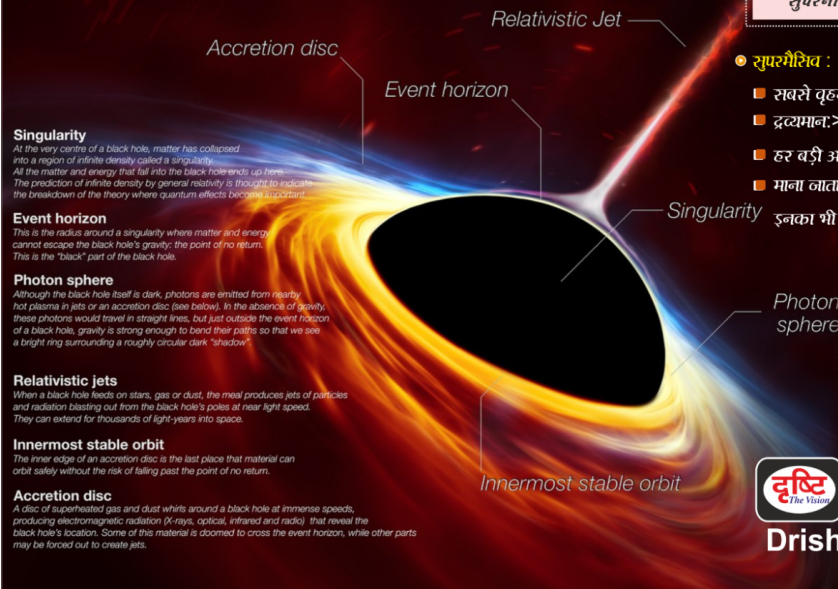 Relativistic Jet
Accretion disc
Event horizon
Singularity
At the very centre of a black hole, matter has collapsed
into a region of infinite density called a singularity.
All the matter and energy that fall into the black hole ends up here.
The prediction of infinite density by general relativity is thought to indicate
the breakdown of the theory where quantum effects become important.
Event horizon
This is the radius around a singularity where matter and energy
cannot escape the black hole's gravity: the point of no return.
This is the "black" part of the black hole.
Photon sphere
Although the black hole itself is dark, photons are emitted from nearby
hot plasma in jets or an accretion disc (see below). In the absence of gravity,
these photons would travel in straight lines, but just outside the event horizon
of a black hole, gravity is strong enough to bend their paths so that we see
a bright ring surrounding a roughly circular dark "shadow".
Relativistic jets
When a black hole feeds on stars, gas or dust, the meal produces jets of particles
and radiation blasting out from the black hole's poles at near light speed.
They can extend for thousands of light-years into space.
Innermost stable orbit
The inner edge of an accretion disc is the last place that material can
orbit safely without the risk of falling past the point of no return.
Accretion disc
A disc of superheated gas and dust whirls around a black hole at immense speeds,
producing electromagnetic radiation (X-rays, optical, infrared and radio) that reveal the
black hole's location. Some of this material is doomed to cross the event horizon, while other parts
may be forced out to create jets.
Singularity
Photon
sphere
Innermost stable orbit
सुपरमैसिव :
सबसे
द्रव्यमान:>
हर बड़ी
माना जाता
इनका भी
दृष्टि
The Vision
Drish